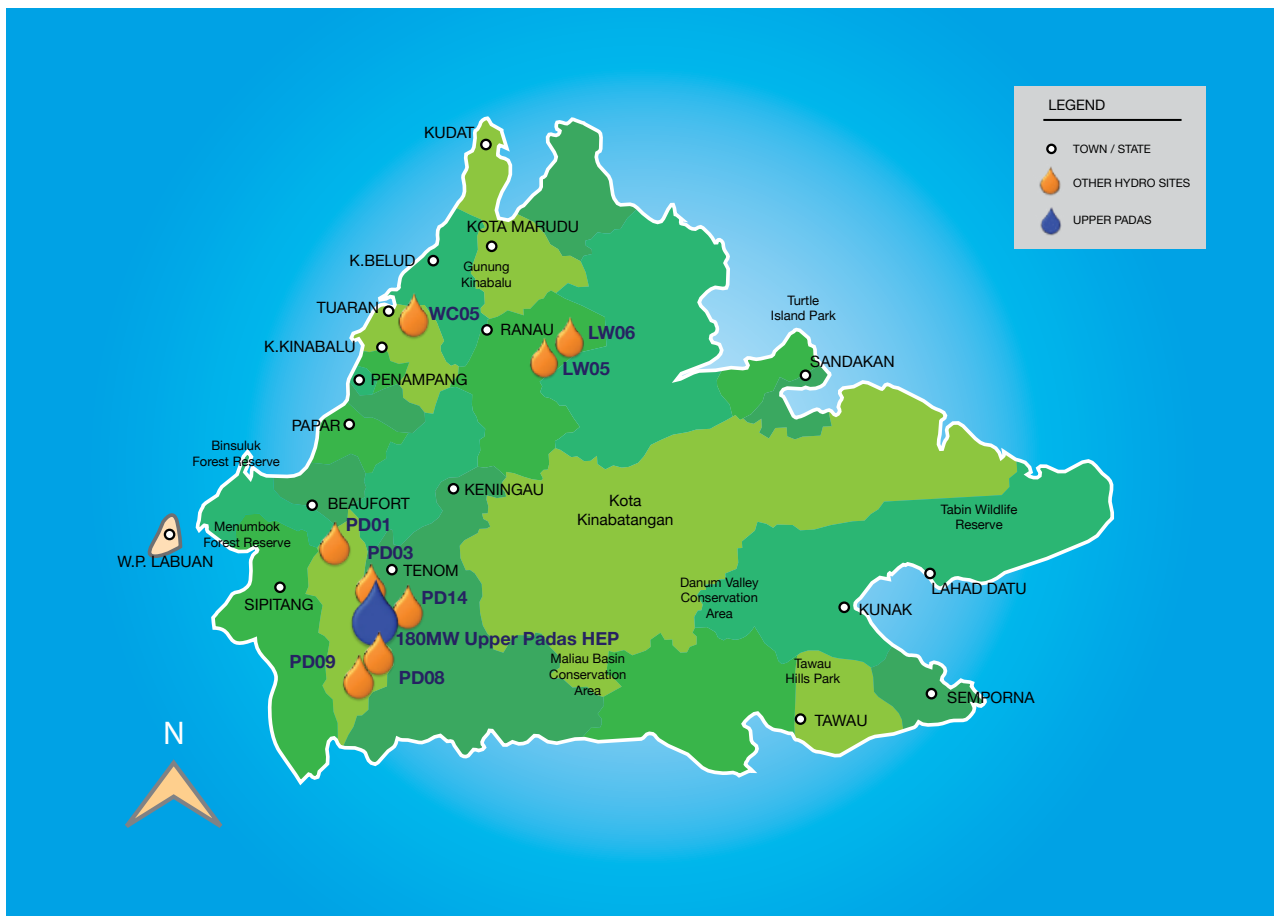 LEGEND
TOWN / STATE
OTHER HYDRO SITES
UPPER PADAS
KUDAT
KOTA MARUDU
K.BELUD
Gunung
Kinabalu
TUARAN
WC05
RANAU
LW06
LW05
K.KINABALU
PENAMPANG
PAPAR
Turtle
Island Park
SANDAKAN
Binsuluk
Forest Reserve
BEAUFORT
KENINGAU
Kota
Kinabatangan
Tabin Wildlife
Reserve
Menumbok
Forest Reserve
PD01
W.P. LABUAN
PD03
TENOM
SIPITANG
PD14
Danum Valley
Conservation
Area
LAHAD DATU
KUNAK
180MW Upper Padas HEP
PD09
PD08
Maliau Basin
Conservation
Area
Tawau
Hills Park
SEMPORNA
TAWAU
N